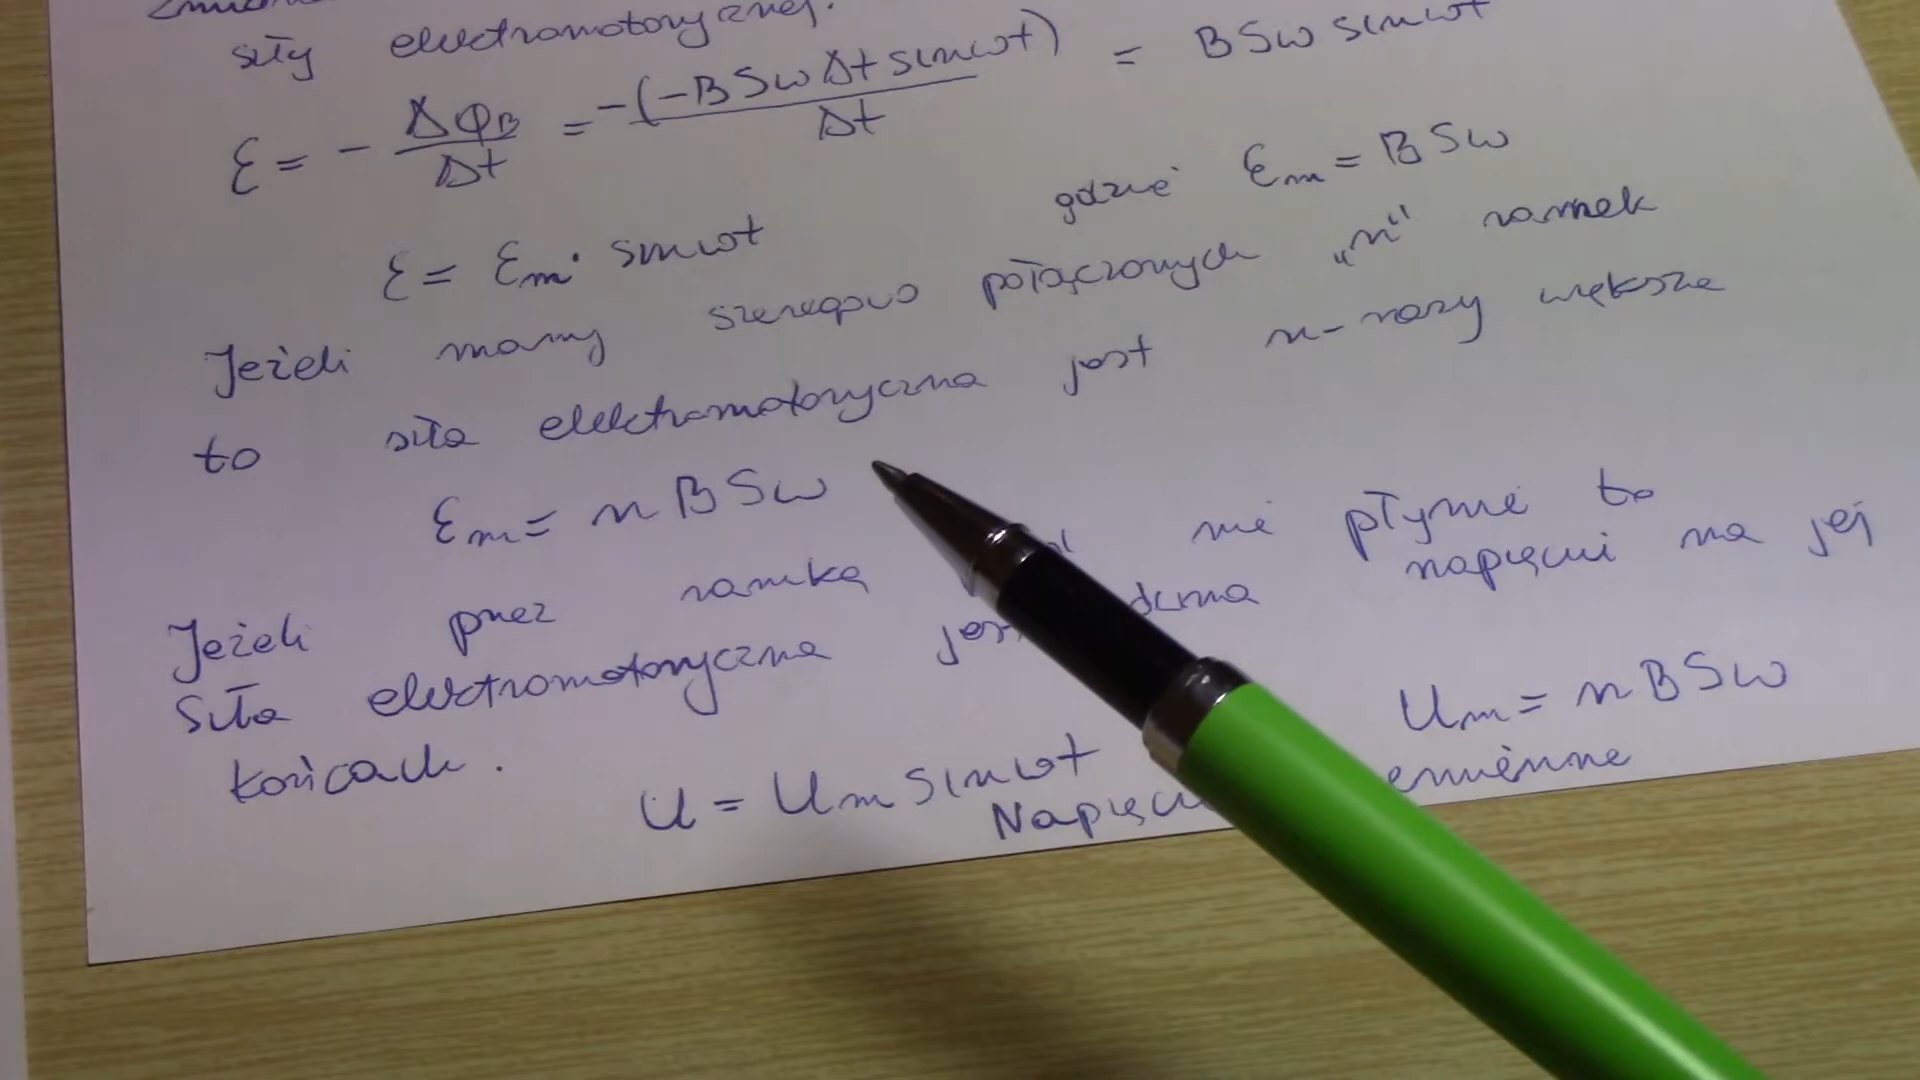 siły elektromotorycznej.
ε = - ΔΦB/Δt = -(-BSωΔt sinωt)/Δt = BSω sinωt
ε = εm · sinωt gdzie εm = BSω
Jeżeli mamy szeregowo połączonych „n" ramek
to siła elektromotoryczna jest n-razy większa
εm = nBSω
Jeżeli przez ramkę nie płynie to
siła elektromotoryczna napięciu na jej
końcach.
U = Um sinωt Um = nBSω